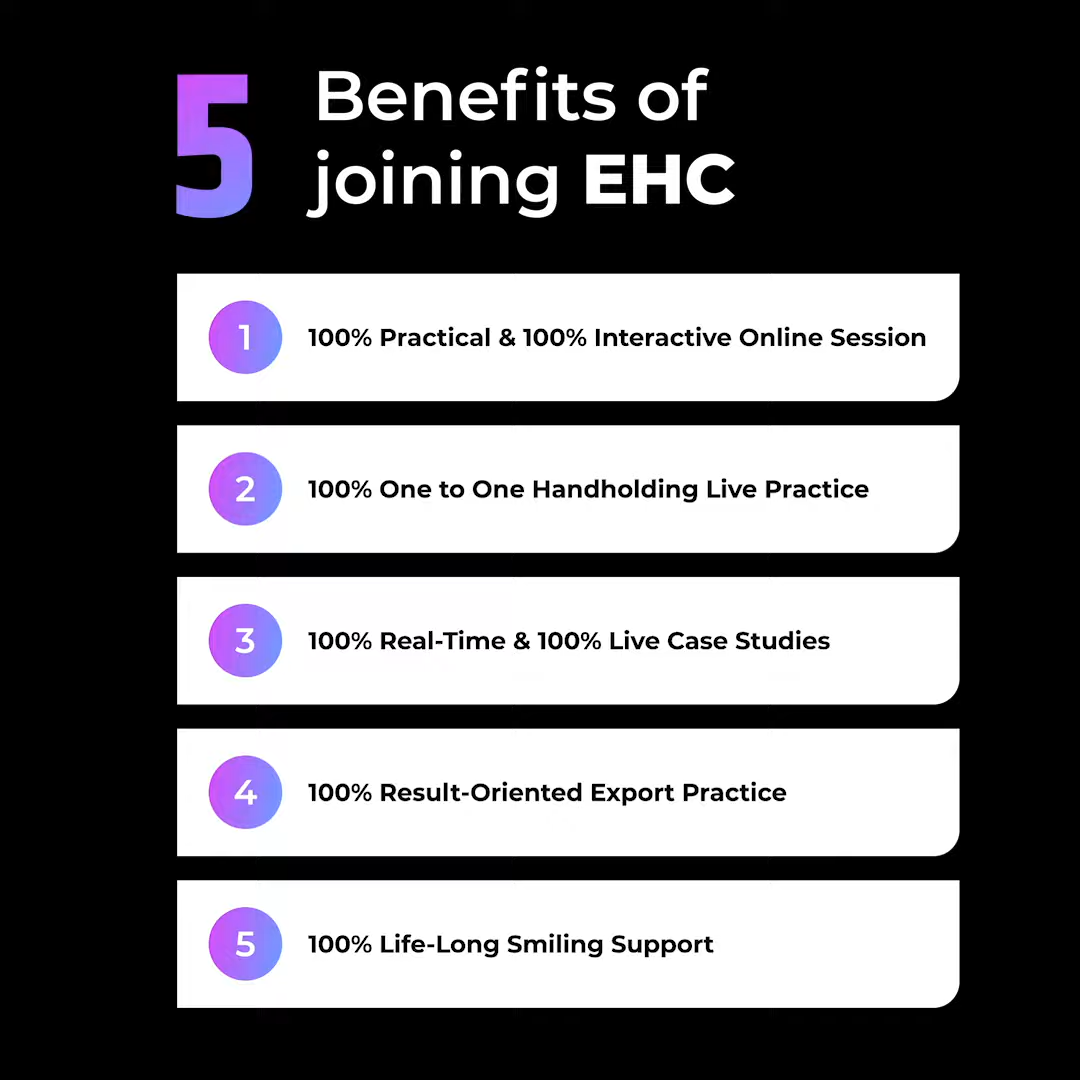 5
Benefits of
joining EHC
1
100% Practical & 100% Interactive Online Session
2
100% One to One Handholding Live Practice
3
100% Real-Time & 100% Live Case Studies
4
100% Result-Oriented Export Practice
5
100% Life-Long Smiling Support